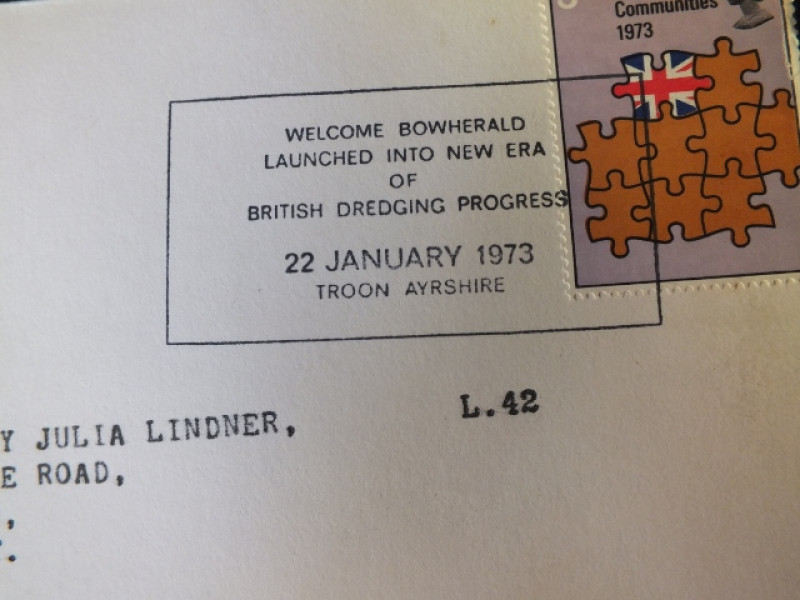 Communities
1973
WELCOME BOWHERALD
LAUNCHED INTO NEW ERA
OF
BRITISH DREDGING PROGRESS
22 JANUARY 1973
TROON AYRSHIRE
L.42
Y JULIA LINDNER,
E ROAD,